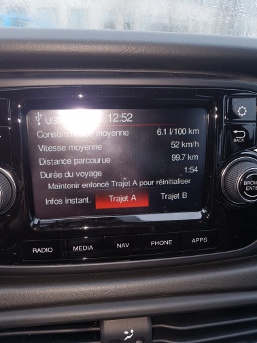 12:52
moyenne 6.1 l/100 km
Vitesse moyenne 52 km/h
Distance parcourue 99.7 km
Durée du voyage 1:54
Maintenir enfoncé Trajet A pour réinitialiser
Infos instant. Trajet A Trajet B
BACK
ENTER
RADIO MEDIA NAV PHONE APPS